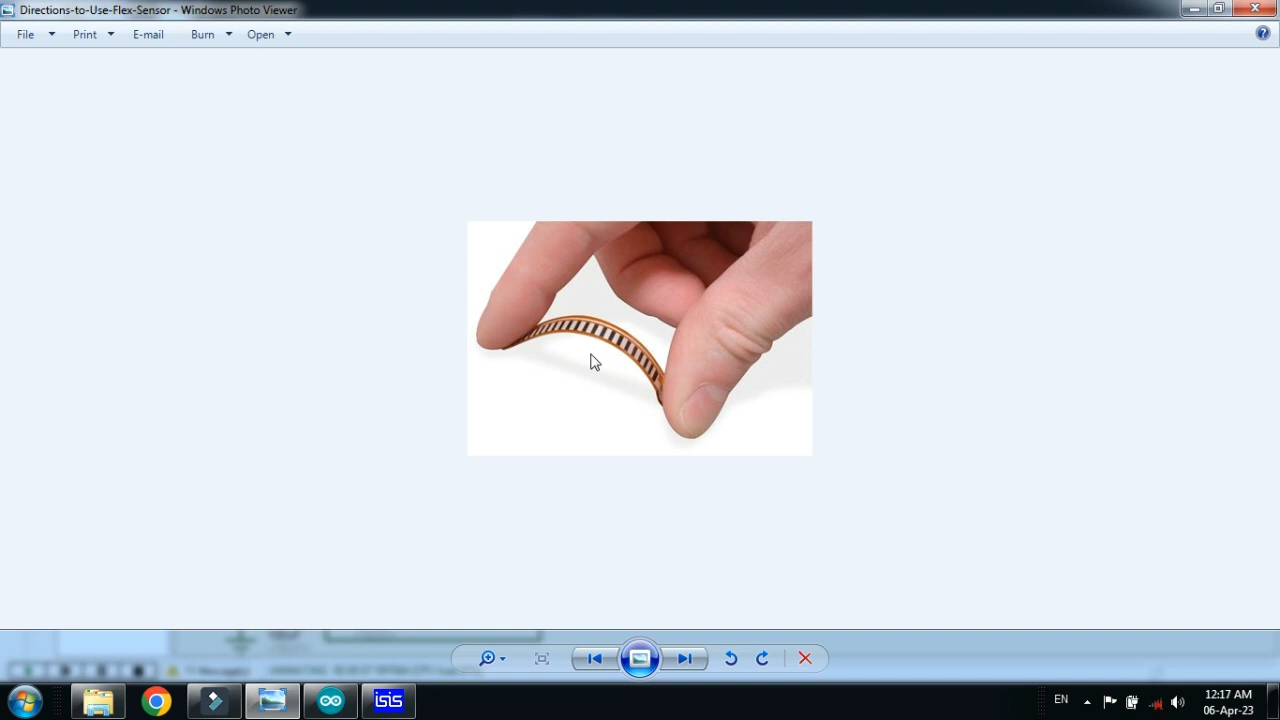 Directions-to-Use-Flex-Sensor - Windows Photo Viewer
File Print E-mail Burn Open
isis
EN
12:17 AM
06-Apr-23